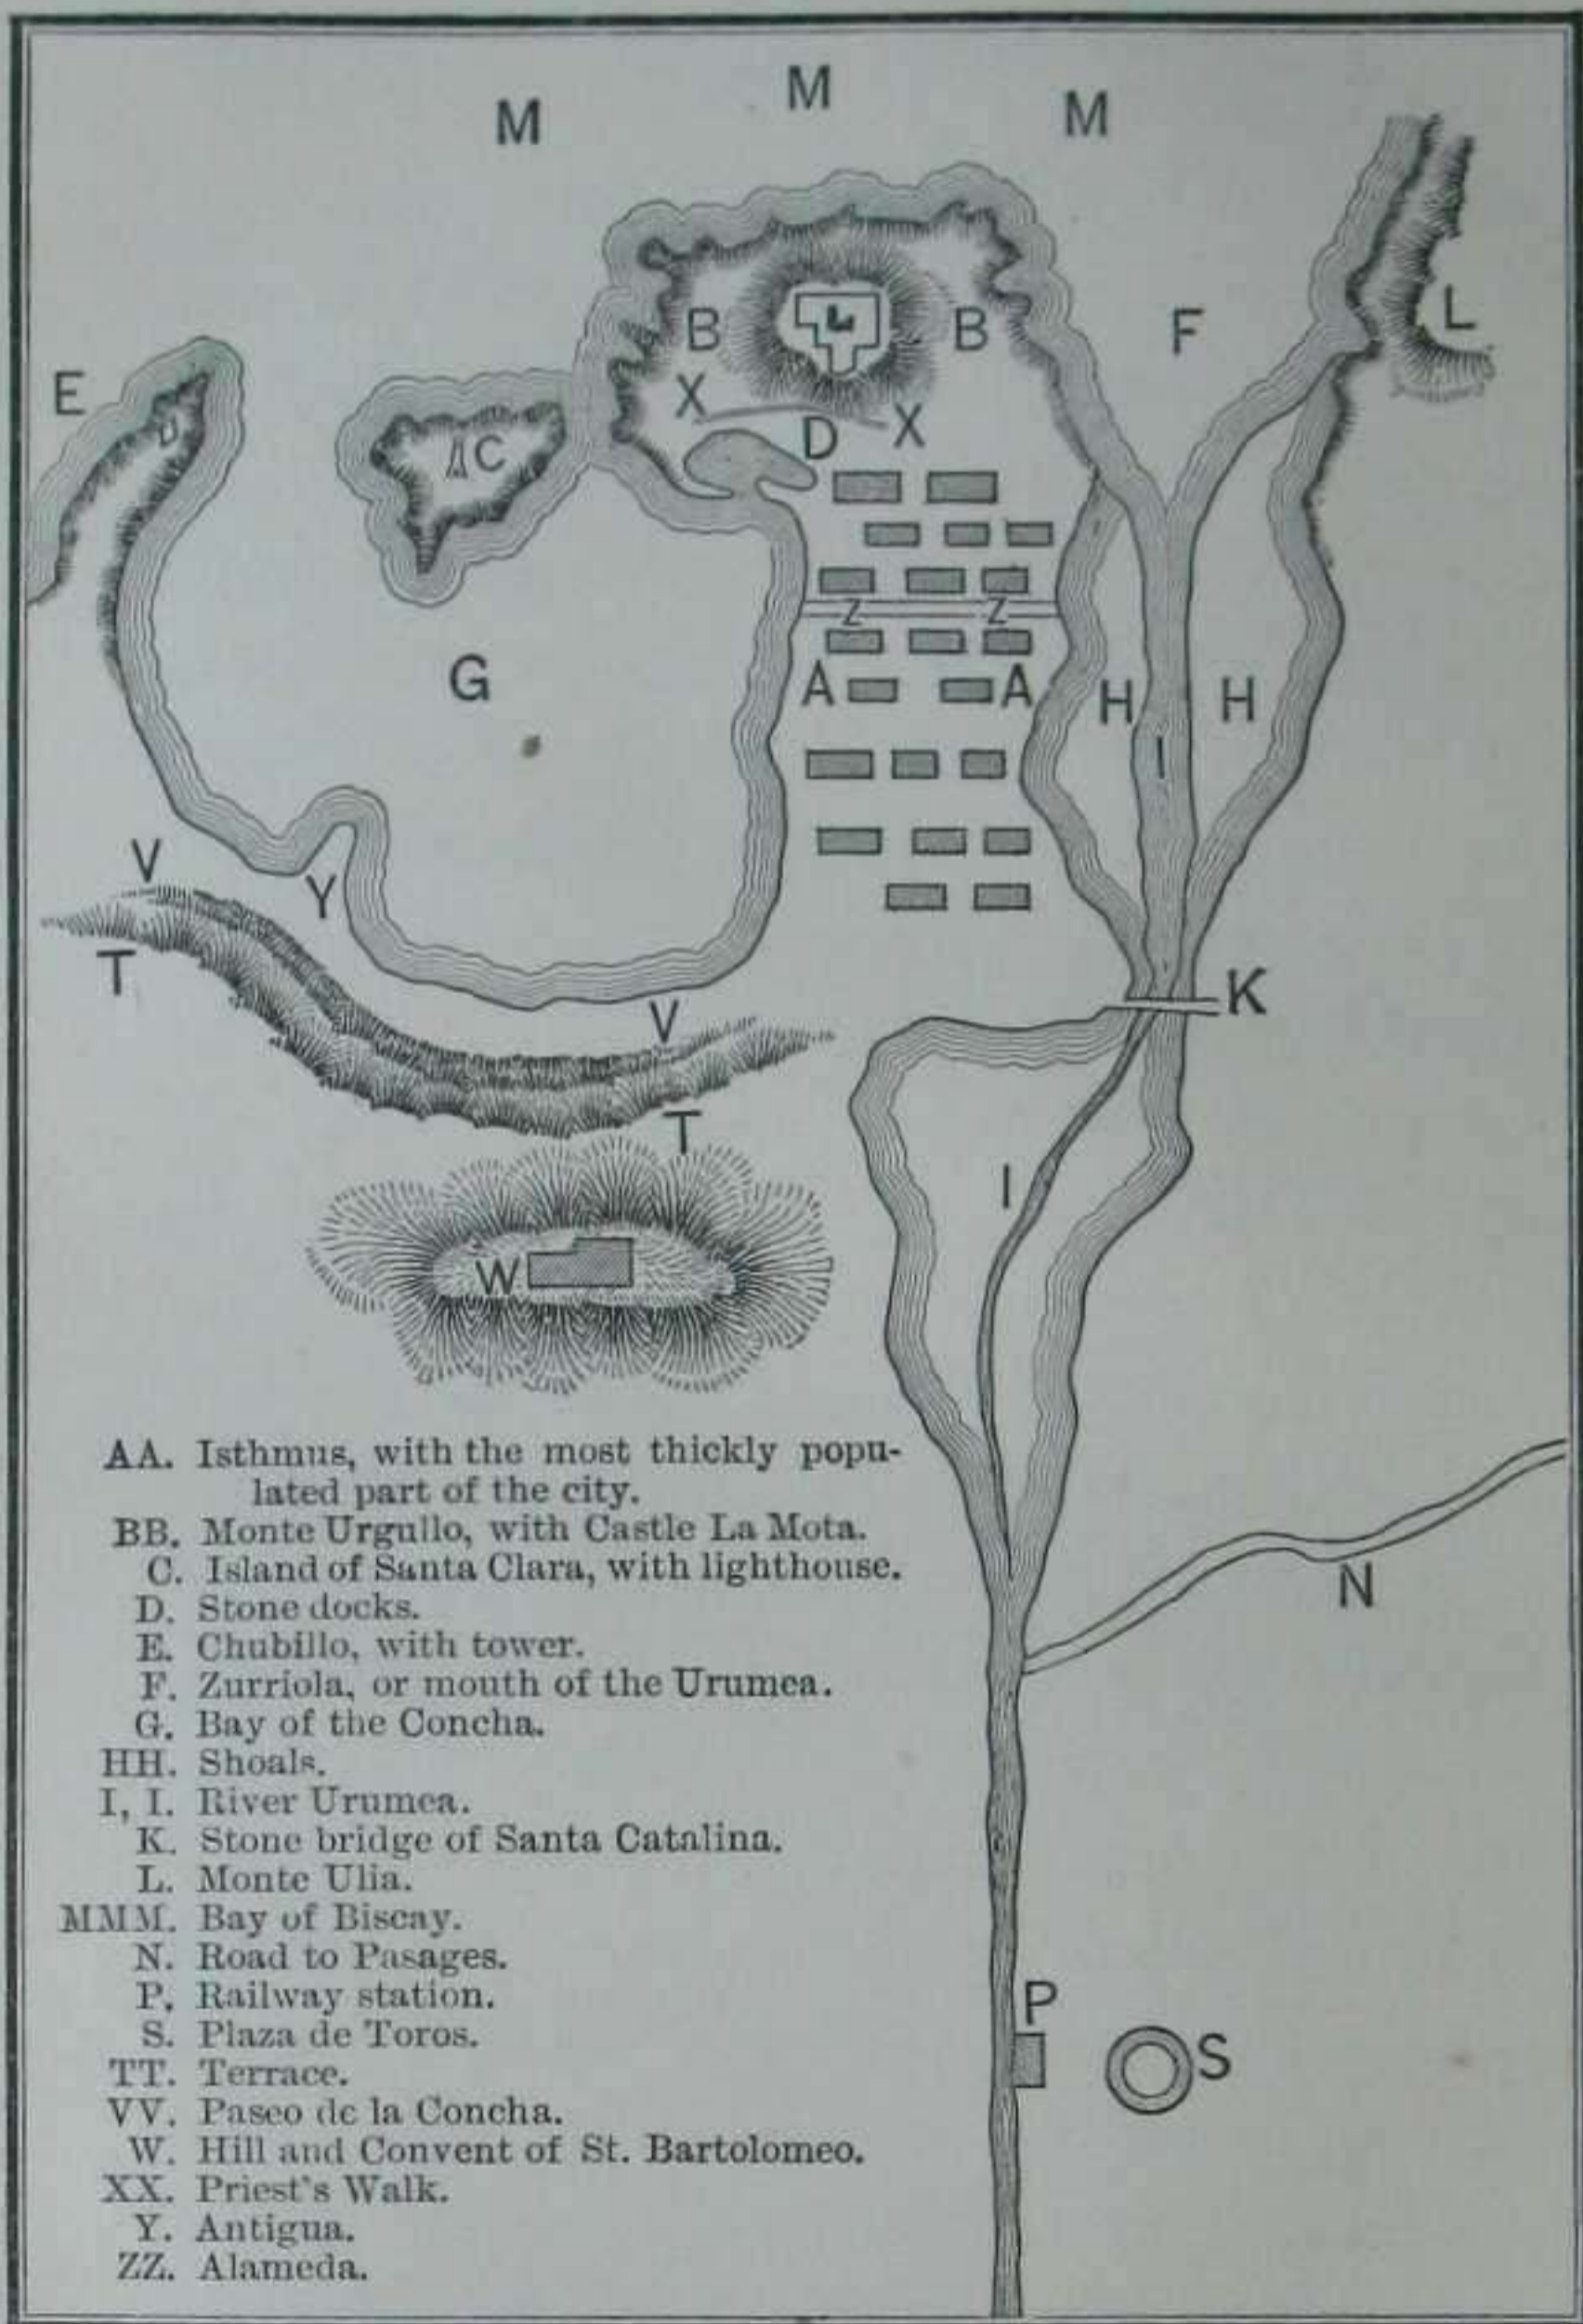 M M M
E
B B
F
L
X X
D
C
Z Z
G
A A
H H
I
V
Y
T
K
V
T
I
W
N
P
S
AA. Isthmus, with the most thickly popu-
lated part of the city.
BB. Monte Urgullo, with Castle La Mota.
C. Island of Santa Clara, with lighthouse.
D. Stone docks.
E. Chubillo, with tower.
F. Zurriola, or mouth of the Urumea.
G. Bay of the Concha.
HH. Shoals.
I, I. River Urumea.
K. Stone bridge of Santa Catalina.
L. Monte Ulia.
MMM. Bay of Biscay.
N. Road to Pasages.
P. Railway station.
S. Plaza de Toros.
TT. Terrace.
VV. Paseo de la Concha.
W. Hill and Convent of St. Bartolomeo.
XX. Priest's Walk.
Y. Antigua.
ZZ. Alameda.